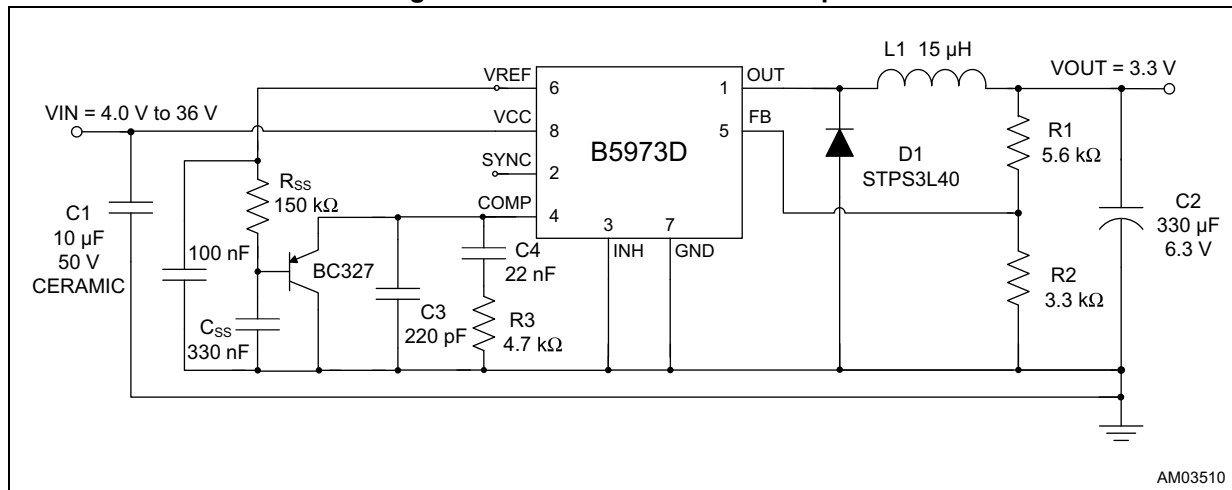 VIN = 4.0 V to 36 V
C1
10 µF
50 V
CERAMIC
100 nF
RSS
150 kΩ
CSS
330 nF
BC327
VREF
VCC
SYNC
COMP
6
8
2
4
B5973D
1
5
3
7
INH
GND
OUT
FB
C3
220 pF
C4
22 nF
R3
4.7 kΩ
L1 15 µH
D1
STPS3L40
VOUT = 3.3 V
R1
5.6 kΩ
R2
3.3 kΩ
C2
330 µF
6.3 V
AM03510